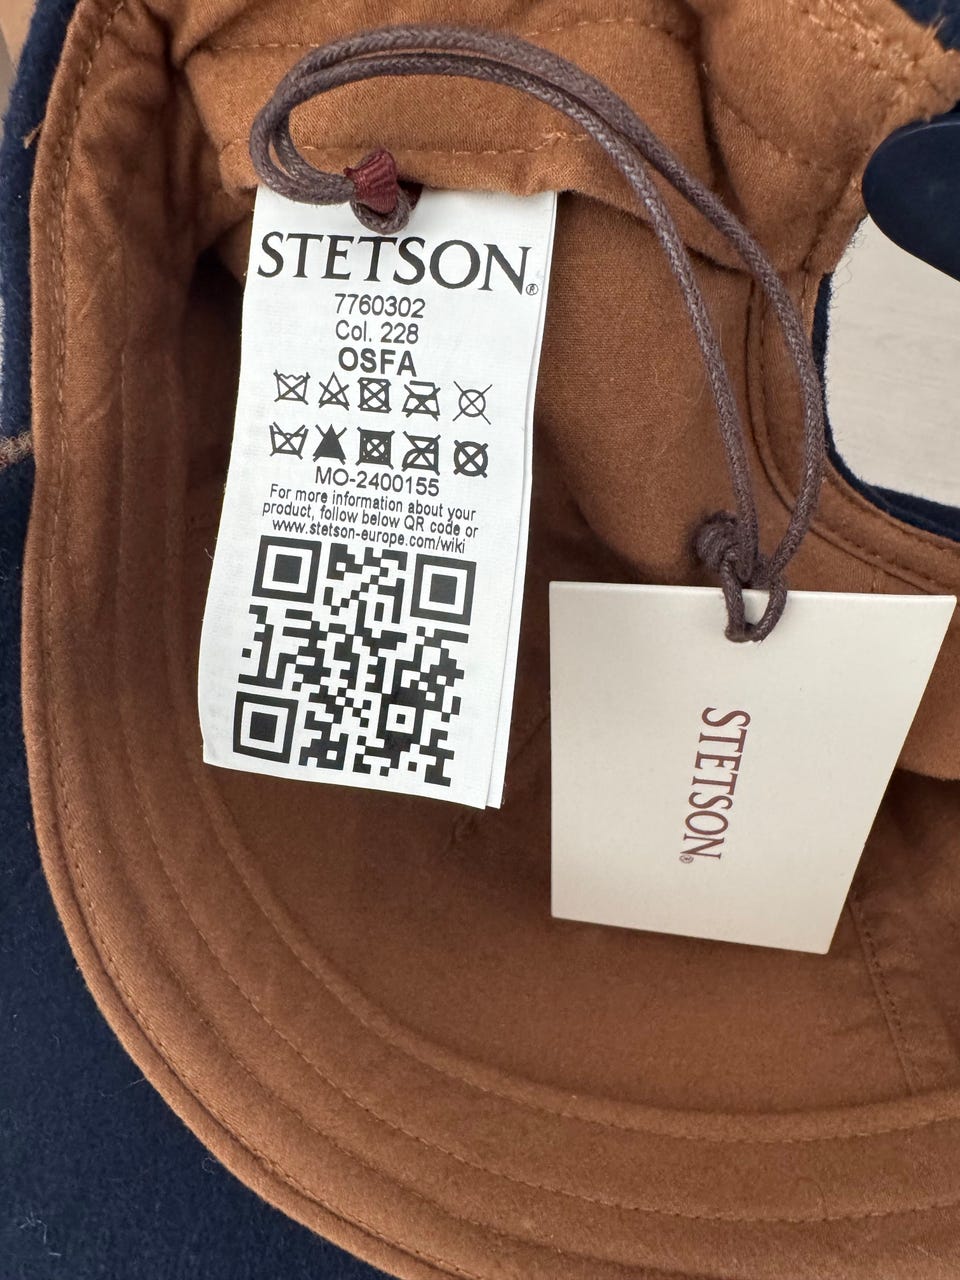 STETSON®
7760302
Col. 228
OSFA
MO-2400155
For more information about your
product, follow below QR code or
www.stetson-europe.com/wiki
STETSON®